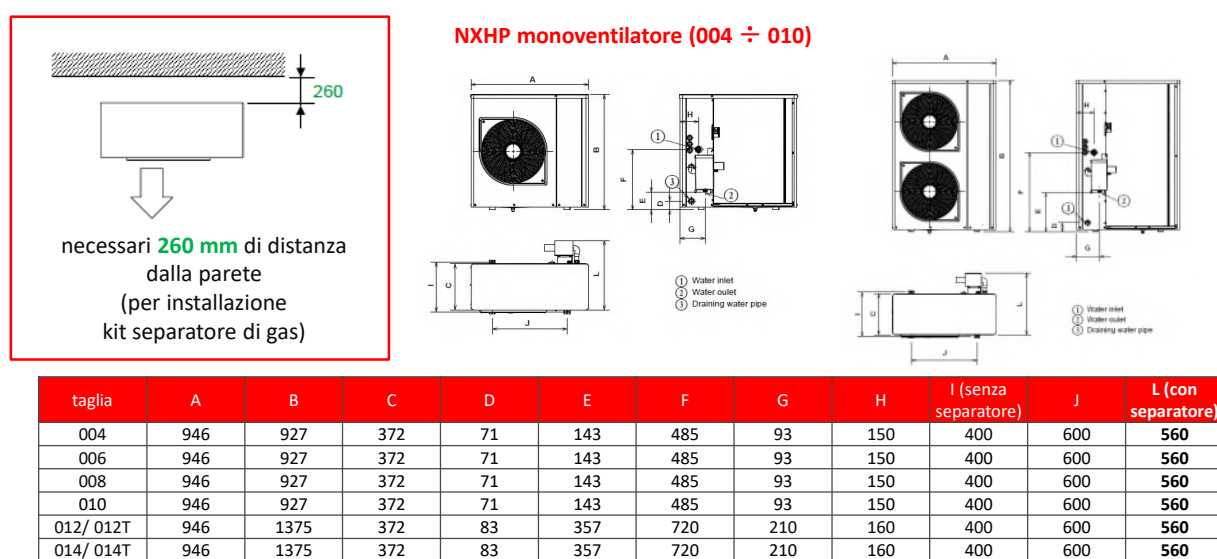 NXHP monoventilatore (004 ÷ 010)
260
necessari 260 mm di distanza
dalla parete
(per installazione
kit separatore di gas)
A
B
H
1
F
3
E
D
2
G
I
C
L
J
1 Water inlet
2 Water oulet
3 Draining water pipe
A
B
H
1
F
E
3
D
2
G
I
C
L
J
1 Water inlet
2 Water oulet
3 Draining water pipe
taglia A B C D E F G H I (senza separatore) J L (con separatore)
004 946 927 372 71 143 485 93 150 400 600 560
006 946 927 372 71 143 485 93 150 400 600 560
008 946 927 372 71 143 485 93 150 400 600 560
010 946 927 372 71 143 485 93 150 400 600 560
012/ 012T 946 1375 372 83 357 720 210 160 400 600 560
014/ 014T 946 1375 372 83 357 720 210 160 400 600 560